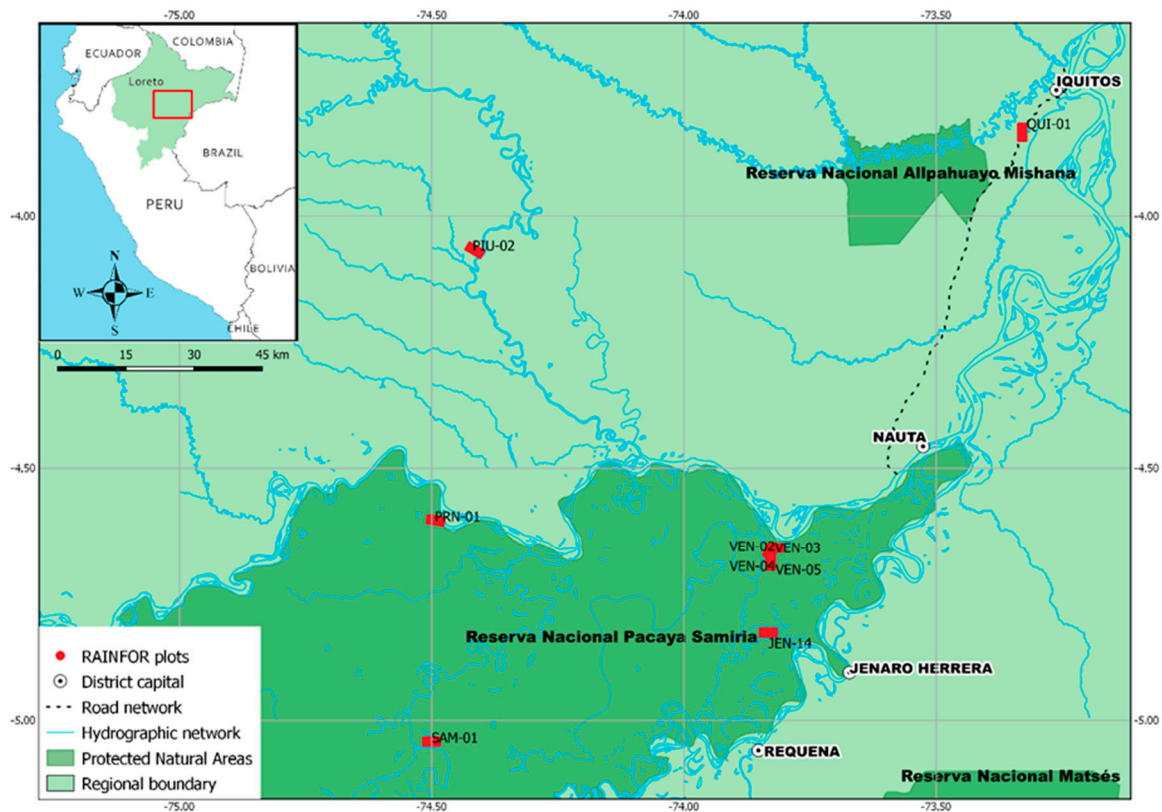 -75.00
-74.50
-74.00
-73.50
COLOMBIA
ECUADOR
Loreto
BRAZIL
PERU
BOLIVIA
CHILE
N
W
E
S
0
15
30
45 km
IQUITOS
QUI-01
Reserva Nacional Allpahuayo Mishana
-4.00
-4.00
PIU-02
NAUTA
-4.50
-4.50
PRN-01
VEN-02
VEN-03
VEN-04
VEN-05
Reserva Nacional Pacaya Samiria
JEN-14
JENARO HERRERA
-5.00
-5.00
SAM-01
REQUENA
Reserva Nacional Matsés
RAINFOR plots
District capital
Road network
Hydrographic network
Protected Natural Areas
Regional boundary
-75.00
-74.50
-74.00
-73.50